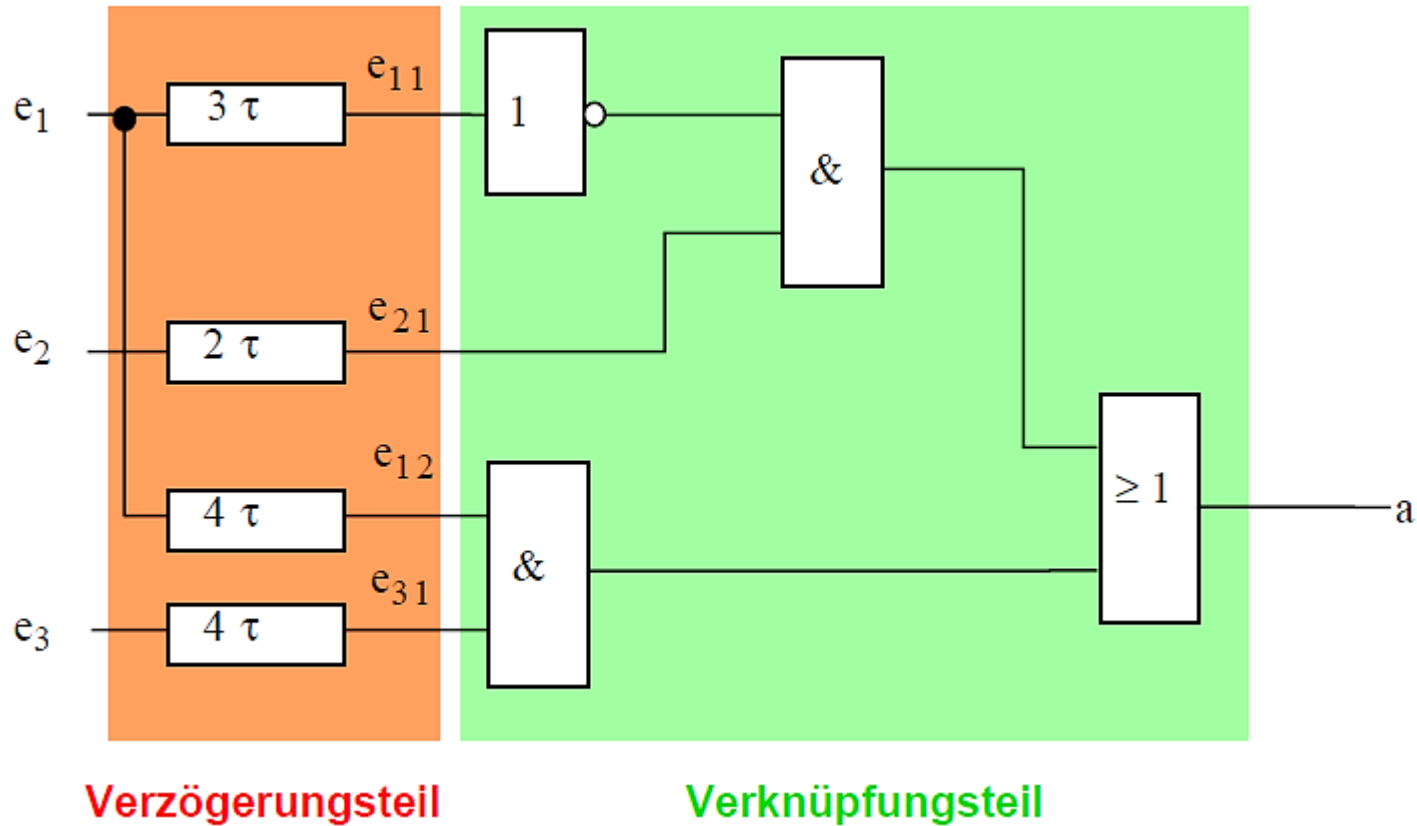 e1
3 τ
e11
1
&
e2
2 τ
e21
e12
4 τ
&
≥ 1
a
e31
e3
4 τ
Verzögerungsteil
Verknüpfungsteil